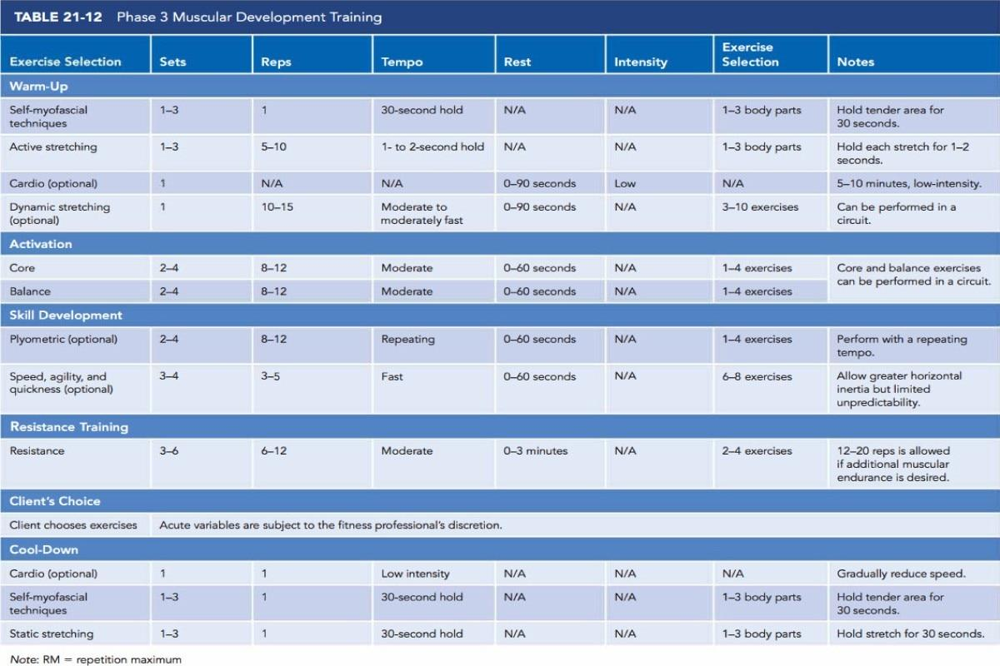 TABLE 21-12 Phase 3 Muscular Development Training
Exercise Selection Sets Reps Tempo Rest Intensity Exercise Selection Notes
Warm-Up
Self-myofascial techniques 1–3 1 30-second hold N/A N/A 1–3 body parts Hold tender area for 30 seconds.
Active stretching 1–3 5–10 1- to 2-second hold N/A N/A 1–3 body parts Hold each stretch for 1–2 seconds.
Cardio (optional) 1 N/A N/A 0–90 seconds Low N/A 5–10 minutes, low-intensity.
Dynamic stretching (optional) 1 10–15 Moderate to moderately fast 0–90 seconds N/A 3–10 exercises Can be performed in a circuit.
Activation
Core 2–4 8–12 Moderate 0–60 seconds N/A 1–4 exercises Core and balance exercises can be performed in a circuit.
Balance 2–4 8–12 Moderate 0–60 seconds N/A 1–4 exercises
Skill Development
Plyometric (optional) 2–4 8–12 Repeating 0–60 seconds N/A 1–4 exercises Perform with a repeating tempo.
Speed, agility, and quickness (optional) 3–4 3–5 Fast 0–60 seconds N/A 6–8 exercises Allow greater horizontal inertia but limited unpredictability.
Resistance Training
Resistance 3–6 6–12 Moderate 0–3 minutes N/A 2–4 exercises 12–20 reps is allowed if additional muscular endurance is desired.
Client's Choice
Client chooses exercises Acute variables are subject to the fitness professional's discretion.
Cool-Down
Cardio (optional) 1 1 Low intensity N/A N/A N/A Gradually reduce speed.
Self-myofascial techniques 1–3 1 30-second hold N/A N/A 1–3 body parts Hold tender area for 30 seconds.
Static stretching 1–3 1 30-second hold N/A N/A 1–3 body parts Hold stretch for 30 seconds.
Note: RM = repetition maximum